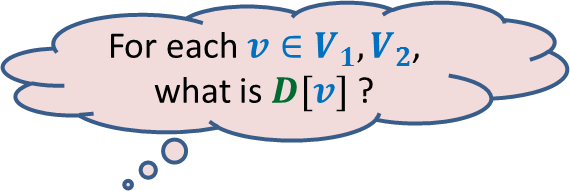 For each v ∈ V₁, V₂,
what is D[v] ?